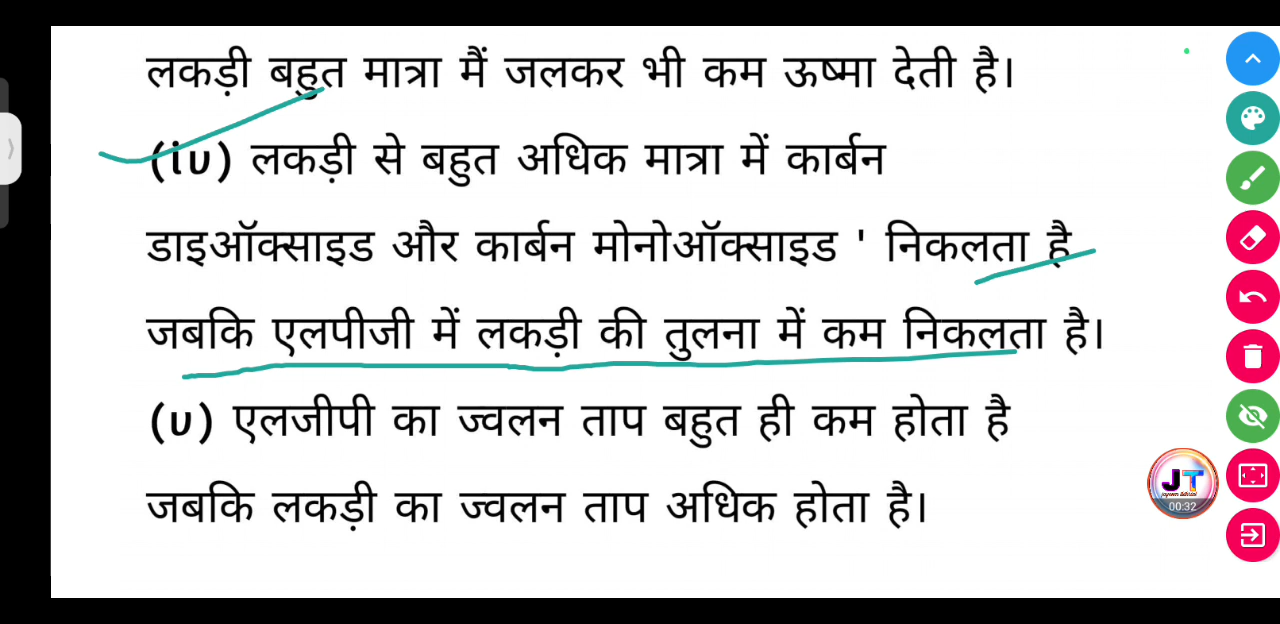 लकड़ी बहुत मात्रा मैं जलकर भी कम ऊष्मा देती है।
(iv) लकड़ी से बहुत अधिक मात्रा में कार्बन
डाइऑक्साइड और कार्बन मोनोऑक्साइड ' निकलता है
जबकि एलपीजी में लकड़ी की तुलना में कम निकलता है।
(v) एलजीपी का ज्वलन ताप बहुत ही कम होता है
जबकि लकड़ी का ज्वलन ताप अधिक होता है।
JT
00:32